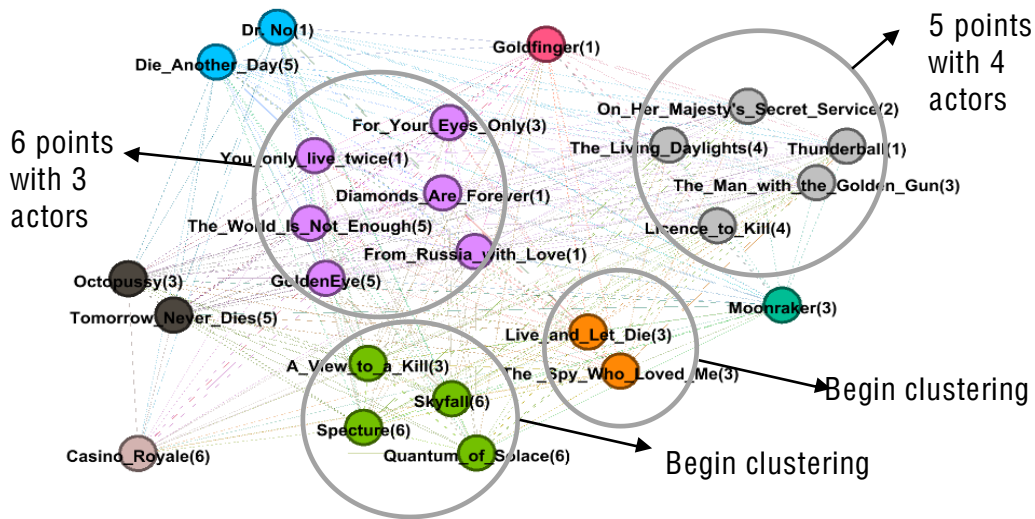 Dr. No(1)
Die_Another_Day(5)
Goldfinger(1)
5 points
with 4
actors
On_Her_Majesty's_Secret_Service(2)
The_Living_Daylights(4)
Thunderball(1)
The_Man_with_the_Golden_Gun(3)
Licence_to_Kill(4)
6 points
with 3
actors
For_Your_Eyes_Only(3)
You_only_live_twice(1)
Diamonds_Are_Forever(1)
The_World_Is_Not_Enough(5)
From_Russia_with_Love(1)
GoldenEye(5)
Octopussy(3)
Tomorrow_Never_Dies(5)
Moonraker(3)
Live_and_Let_Die(3)
The_Spy_Who_Loved_Me(3)
Begin clustering
A_View_to_a_Kill(3)
Skyfall(6)
Specture(6)
Quantum_of_Solace(6)
Begin clustering
Casino_Royale(6)